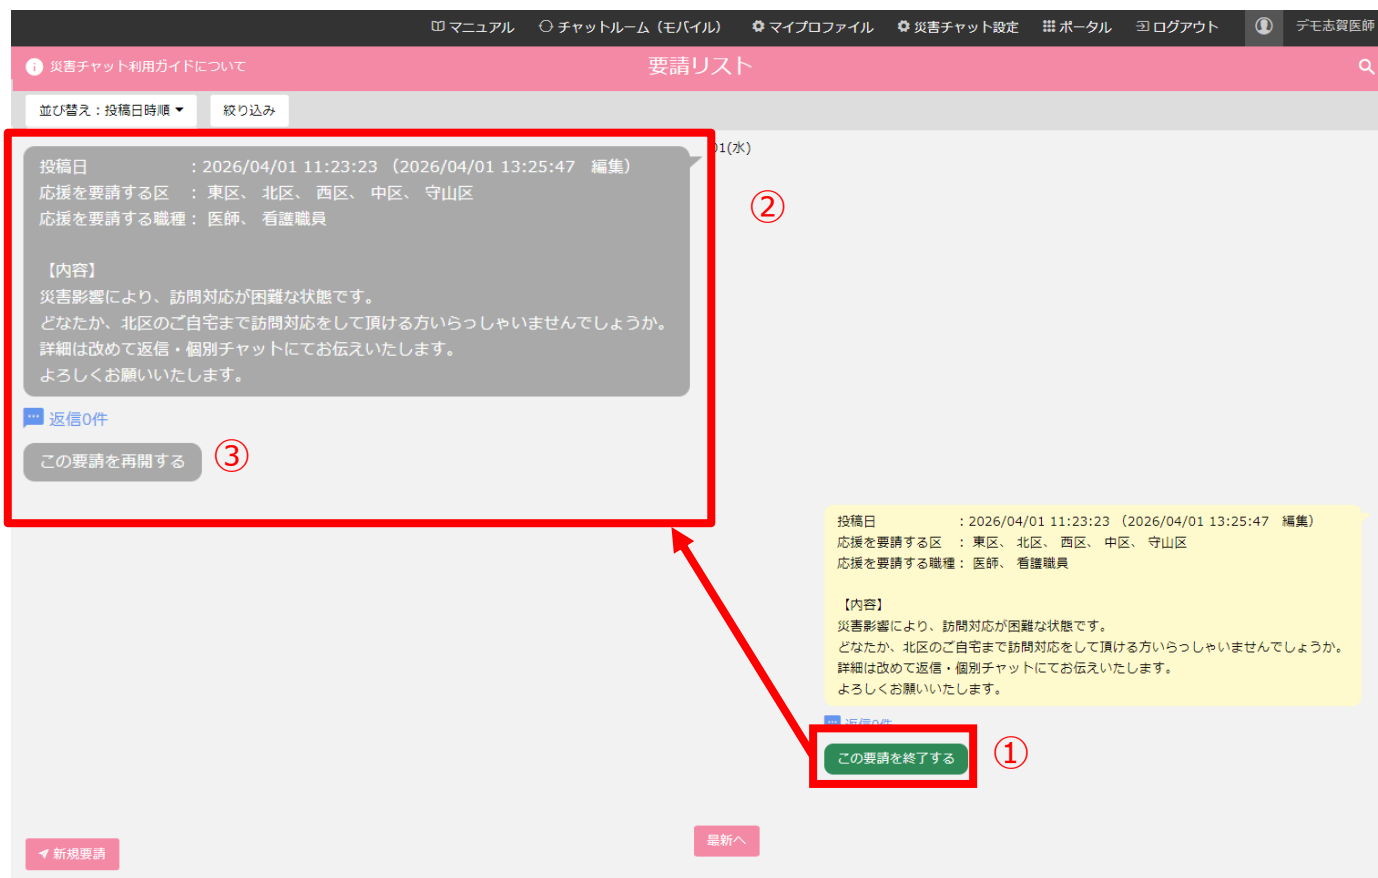 マニュアル チャットルーム（モバイル） マイプロファイル 災害チャット設定 ポータル ログアウト デモ志賀医師
災害チャット利用ガイドについて
要請リスト
並び替え：投稿日時順 絞り込み
01(水)
投稿日 : 2026/04/01 11:23:23 （2026/04/01 13:25:47 編集）
応援を要請する区 ： 東区、 北区、 西区、 中区、 守山区
応援を要請する職種： 医師、 看護職員
【内容】
災害影響により、訪問対応が困難な状態です。
どなたか、北区のご自宅まで訪問対応をして頂ける方いらっしゃいませんでしょうか。
詳細は改めて返信・個別チャットにてお伝えいたします。
よろしくお願いいたします。
返信0件
この要請を再開する
③
②
投稿日 : 2026/04/01 11:23:23 （2026/04/01 13:25:47 編集）
応援を要請する区 ： 東区、 北区、 西区、 中区、 守山区
応援を要請する職種： 医師、 看護職員
【内容】
災害影響により、訪問対応が困難な状態です。
どなたか、北区のご自宅まで訪問対応をして頂ける方いらっしゃいませんでしょうか。
詳細は改めて返信・個別チャットにてお伝えいたします。
よろしくお願いいたします。
返信0件
この要請を終了する
①
最新へ
新規要請